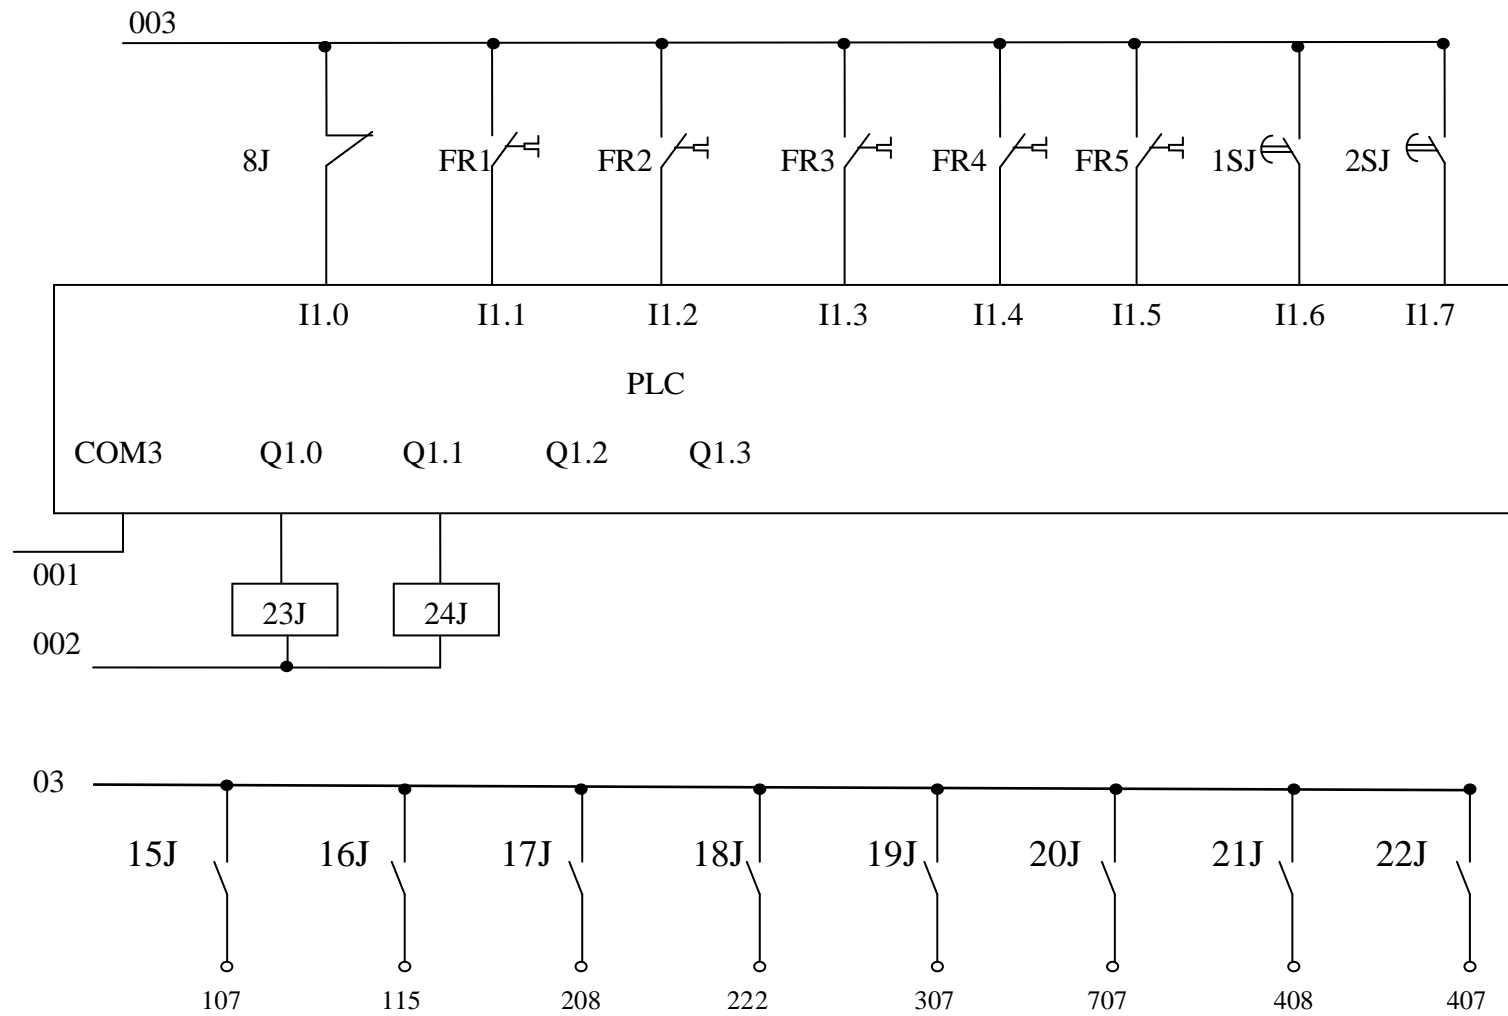 003
8J FR1 FR2 FR3 FR4 FR5 1SJ 2SJ
I1.0 I1.1 I1.2 I1.3 I1.4 I1.5 I1.6 I1.7
PLC
COM3 Q1.0 Q1.1 Q1.2 Q1.3
001
23J 24J
002
03
15J 16J 17J 18J 19J 20J 21J 22J
107 115 208 222 307 707 408 407